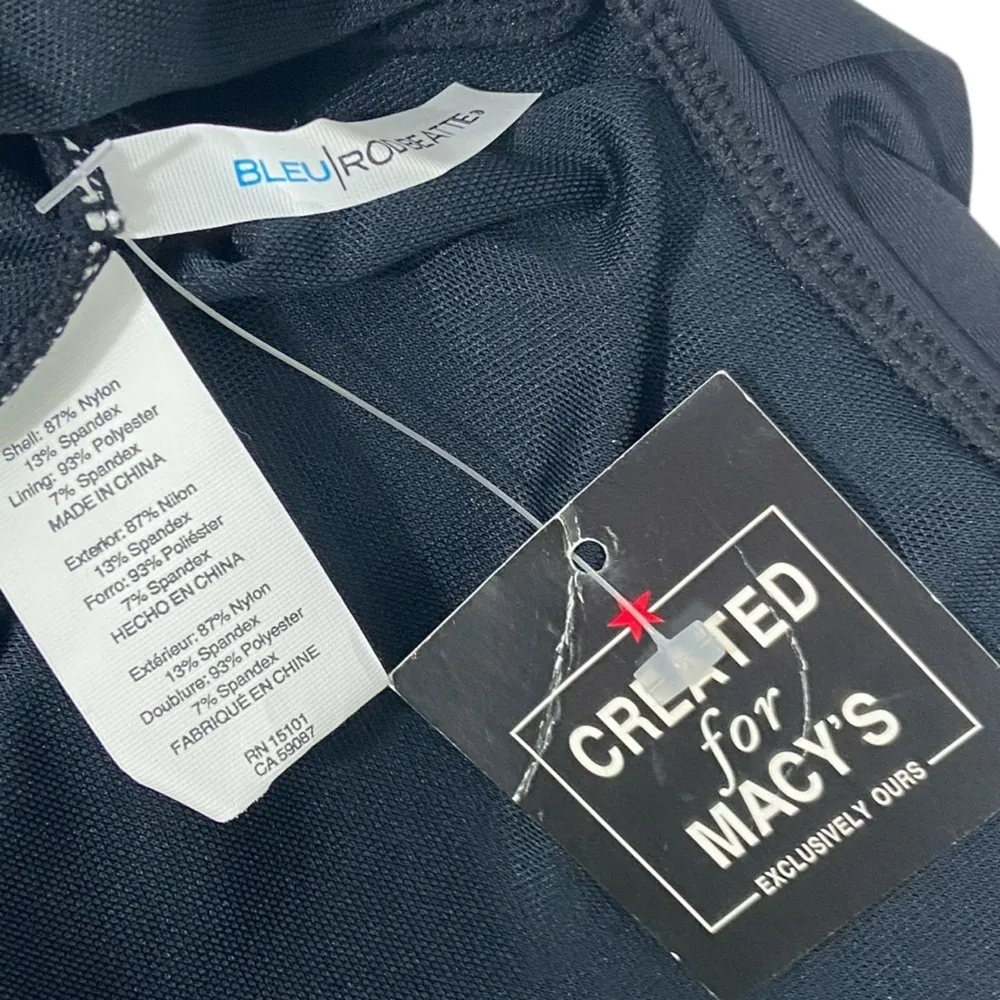 BLEU|ROD BEATTIE
Shell: 87% Nylon
13% Spandex
Lining: 93% Polyester
7% Spandex
MADE IN CHINA
Exterior: 87% Nilon
13% Spandex
Forro: 93% Poliéster
7% Spandex
HECHO EN CHINA
Extérieur: 87% Nylon
13% Spandex
Doublure: 93% Polyester
7% Spandex
FABRIQUÉ EN CHINE
RN 15101
CA 59087
CREATED
for
MACY'S
EXCLUSIVELY OURS